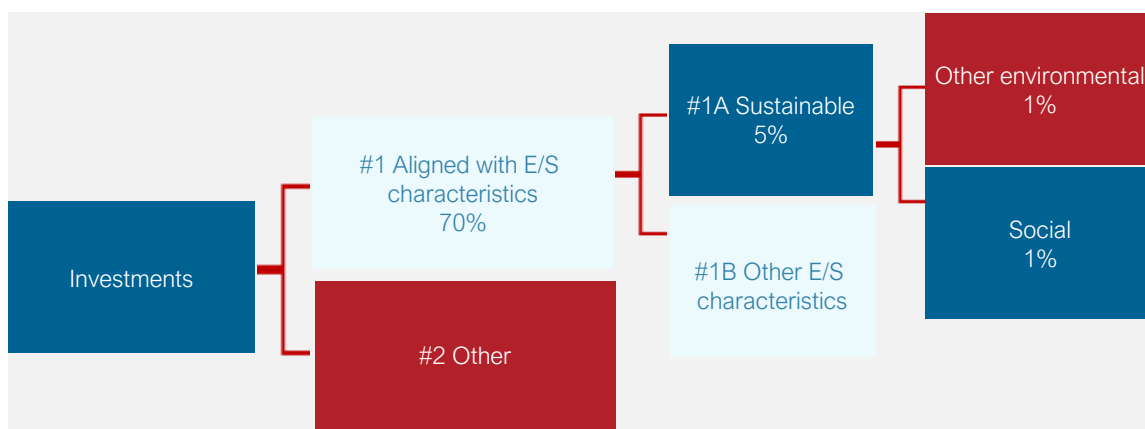 Investments
#1 Aligned with E/S
characteristics
70%
#2 Other
#1A Sustainable
5%
#1B Other E/S
characteristics
Other environmental
1%
Social
1%